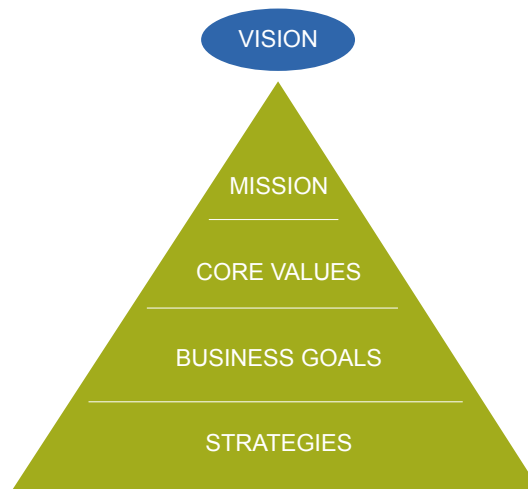 VISION
MISSION
CORE VALUES
BUSINESS GOALS
STRATEGIES